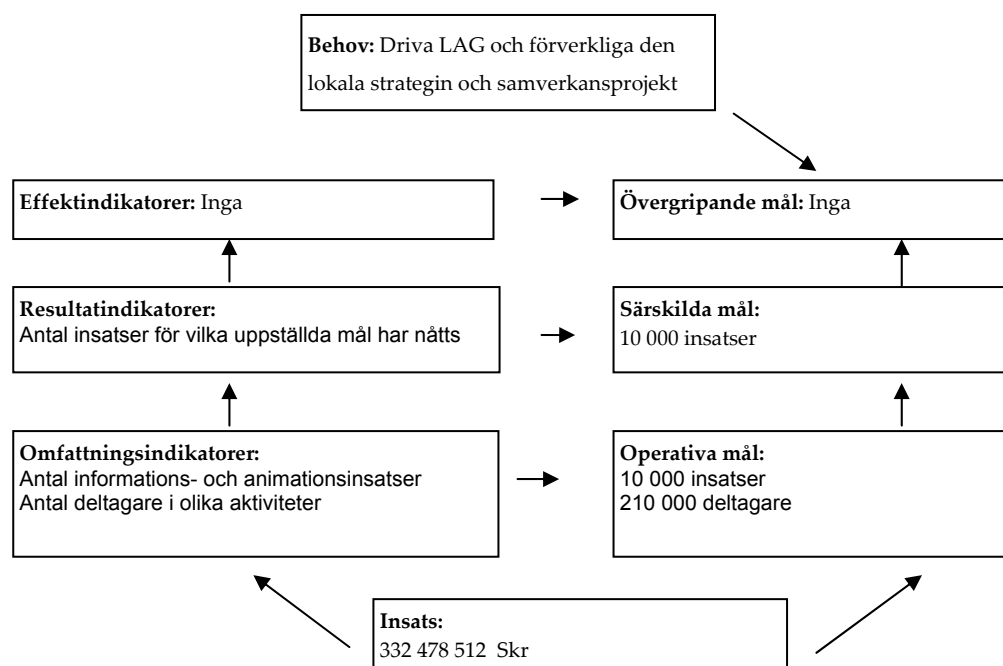 Behov: Driva LAG och förverkliga den
lokala strategin och samverkansprojekt
Effektindikatorer: Inga
Övergripande mål: Inga
Resultatindikatorer:
Antal insatser för vilka uppställda mål har nåtts
Särskilda mål:
10 000 insatser
Omfattningsindikatorer:
Antal informations- och animationsinsatser
Antal deltagare i olika aktiviteter
Operativa mål:
10 000 insatser
210 000 deltagare
Insats:
332 478 512 Skr